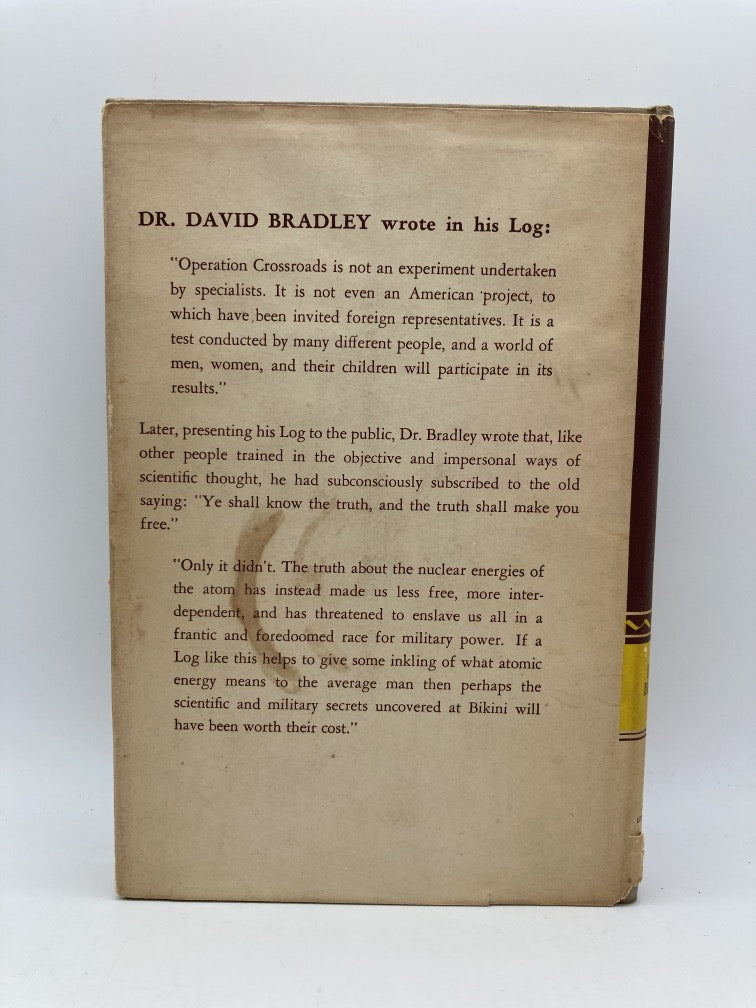 DR. DAVID BRADLEY wrote in his Log:
"Operation Crossroads is not an experiment undertaken
by specialists. It is not even an American project, to
which have been invited foreign representatives. It is a
test conducted by many different people, and a world of
men, women, and their children will participate in its
results."
Later, presenting his Log to the public, Dr. Bradley wrote that, like
other people trained in the objective and impersonal ways of
scientific thought, he had subconsciously subscribed to the old
saying: "Ye shall know the truth, and the truth shall make you
free."
"Only it didn't. The truth about the nuclear energies of
the atom has instead made us less free, more inter-
dependent, and has threatened to enslave us all in a
frantic and foredoomed race for military power. If a
Log like this helps to give some inkling of what atomic
energy means to the average man then perhaps the
scientific and military secrets uncovered at Bikini will
have been worth their cost."